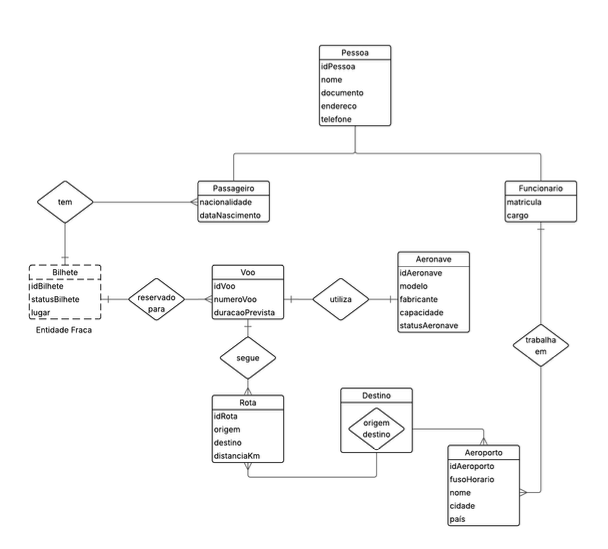 Pessoa
idPessoa
nome
documento
endereco
telefone
Passageiro
nacionalidade
dataNascimento
Funcionario
matricula
cargo
tem
Bilhete
idBilhete
statusBilhete
lugar
Entidade Fraca
reservado
para
Voo
idVoo
numeroVoo
duracaoPrevista
utiliza
Aeronave
idAeronave
modelo
fabricante
capacidade
statusAeronave
segue
trabalha
em
Rota
idRota
origem
destino
distanciaKm
Destino
origem
destino
Aeroporto
idAeroporto
fusoHorario
nome
cidade
país